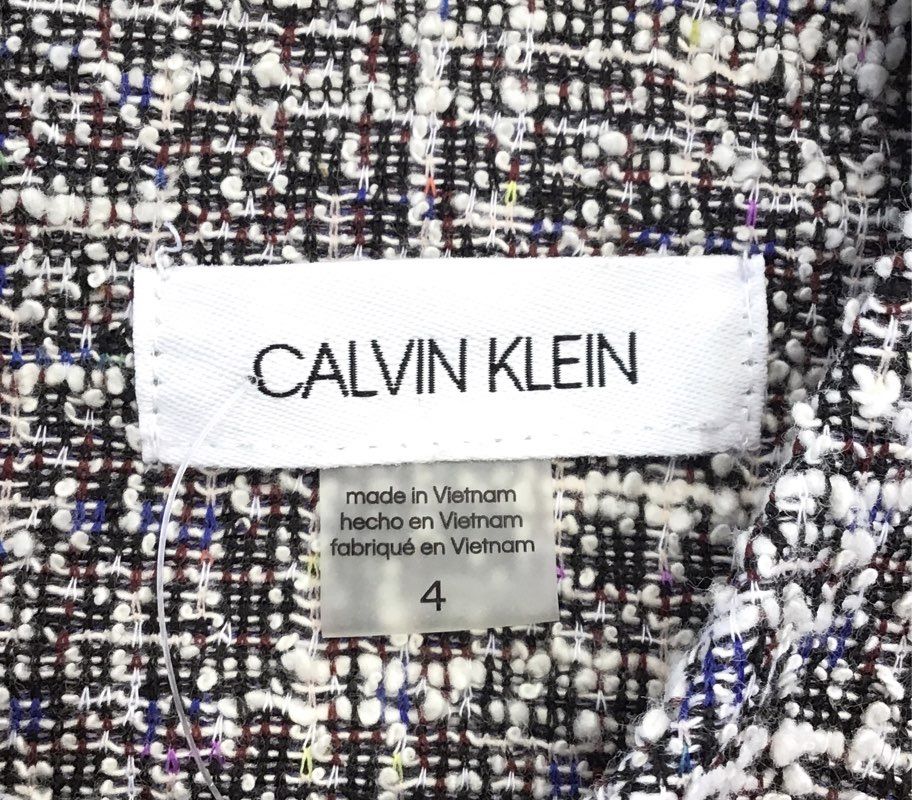 CALVIN KLEIN
made in Vietnam
hecho en Vietnam
fabriqué en Vietnam
4